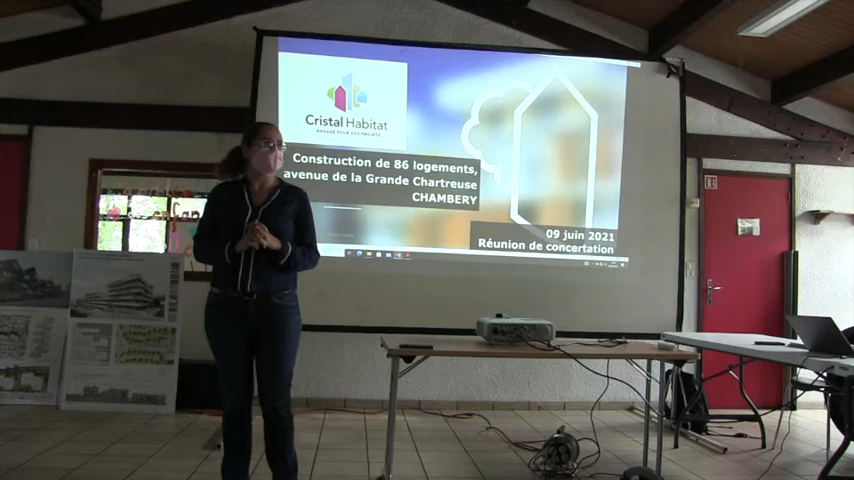 Cristal Habitat
ENGAGÉ POUR VOS PROJETS
Construction de 86 logements,
avenue de la Grande Chartreuse
CHAMBERY
09 juin 2021
Réunion de concertation